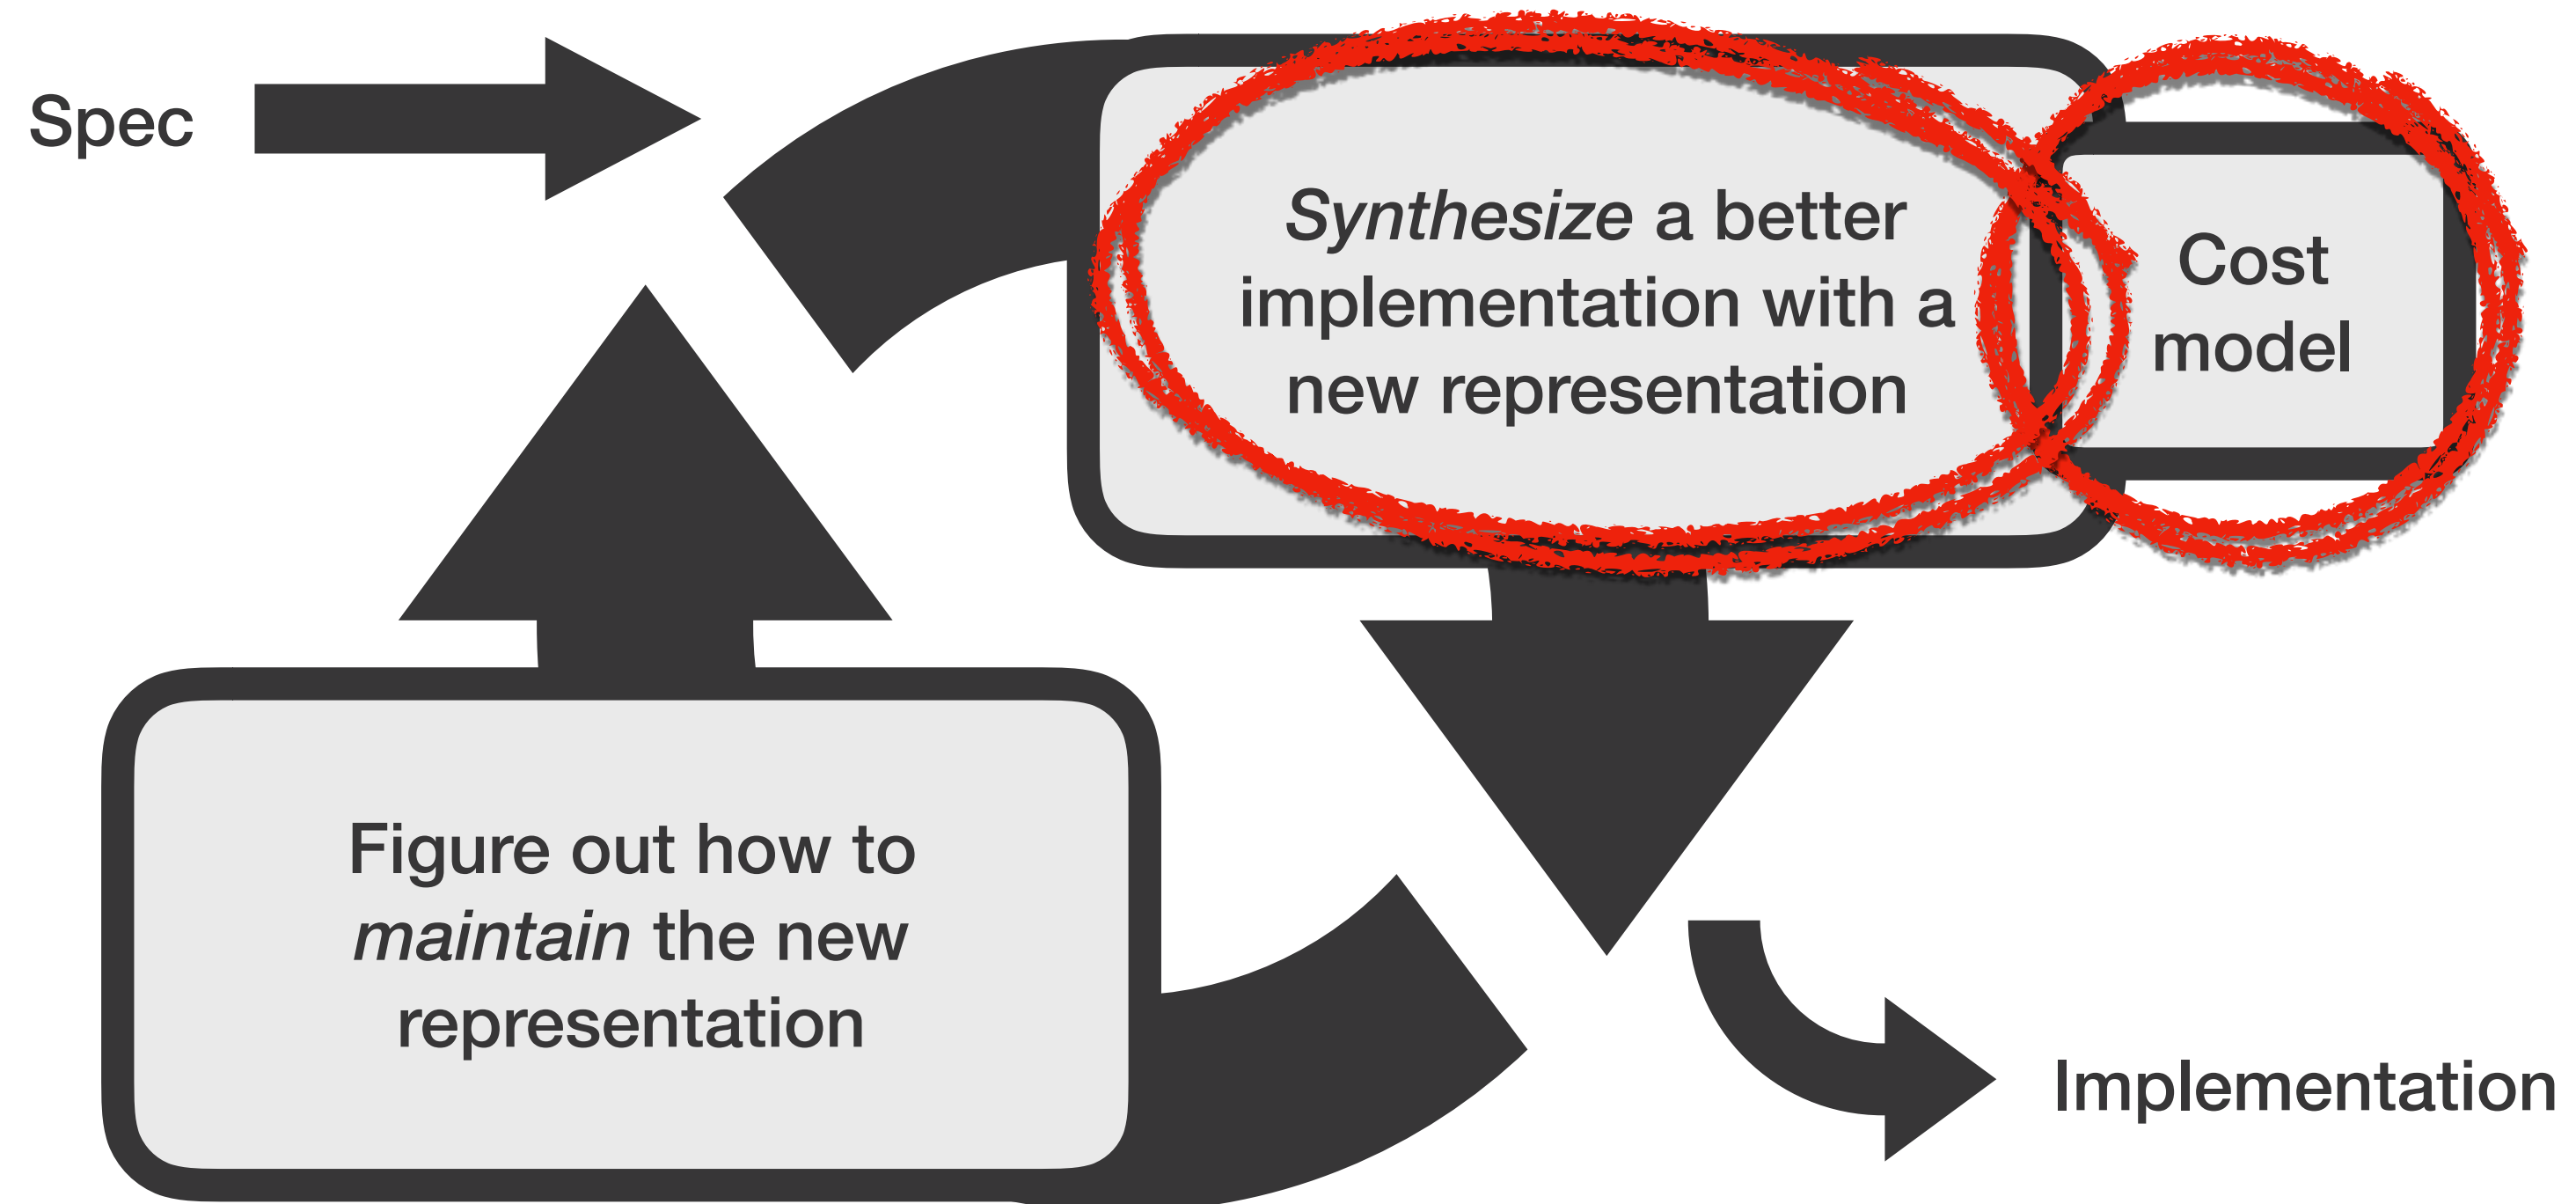 Spec
Synthesize a better
implementation with a
new representation
Cost
model
Figure out how to
maintain the new
representation
Implementation